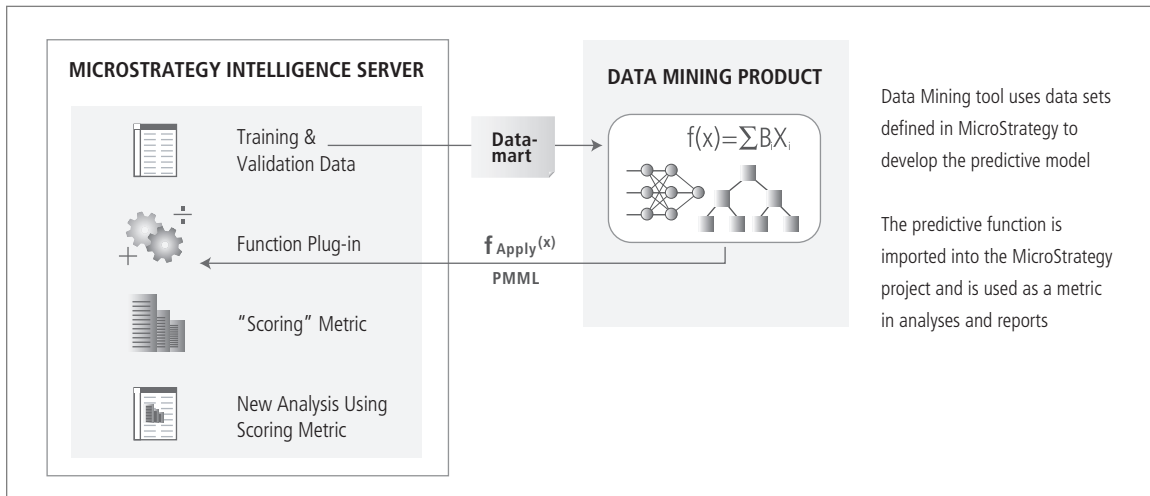 MICROSTRATEGY INTELLIGENCE SERVER
Training &
Validation Data
Function Plug-in
"Scoring" Metric
New Analysis Using
Scoring Metric
Data-
mart
f Apply(x)
PMML
DATA MINING PRODUCT
f(x)=∑BᵢXᵢ
Data Mining tool uses data sets
defined in MicroStrategy to
develop the predictive model
The predictive function is
imported into the MicroStrategy
project and is used as a metric
in analyses and reports